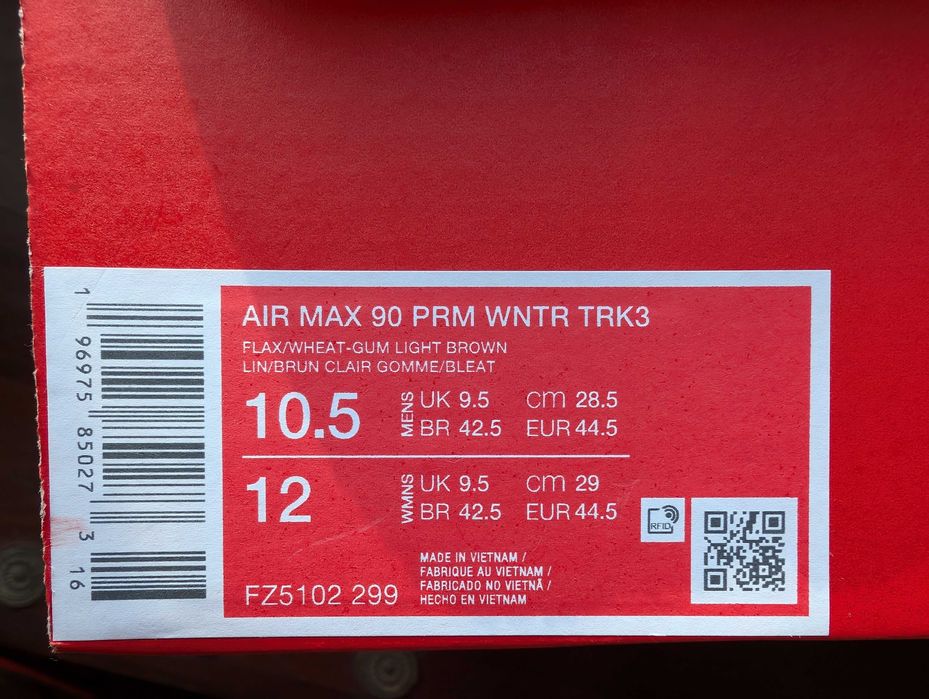 1 96975 85027 3 16
AIR MAX 90 PRM WNTR TRK3
FLAX/WHEAT-GUM LIGHT BROWN
LIN/BRUN CLAIR GOMME/BLEAT
10.5 MENS UK 9.5 cm 28.5
BR 42.5 EUR 44.5
12 WMNS UK 9.5 cm 29
BR 42.5 EUR 44.5
RFID
MADE IN VIETNAM /
FABRIQUE AU VIETNAM /
FABRICADO NO VIETNÃ /
HECHO EN VIETNAM
FZ5102 299